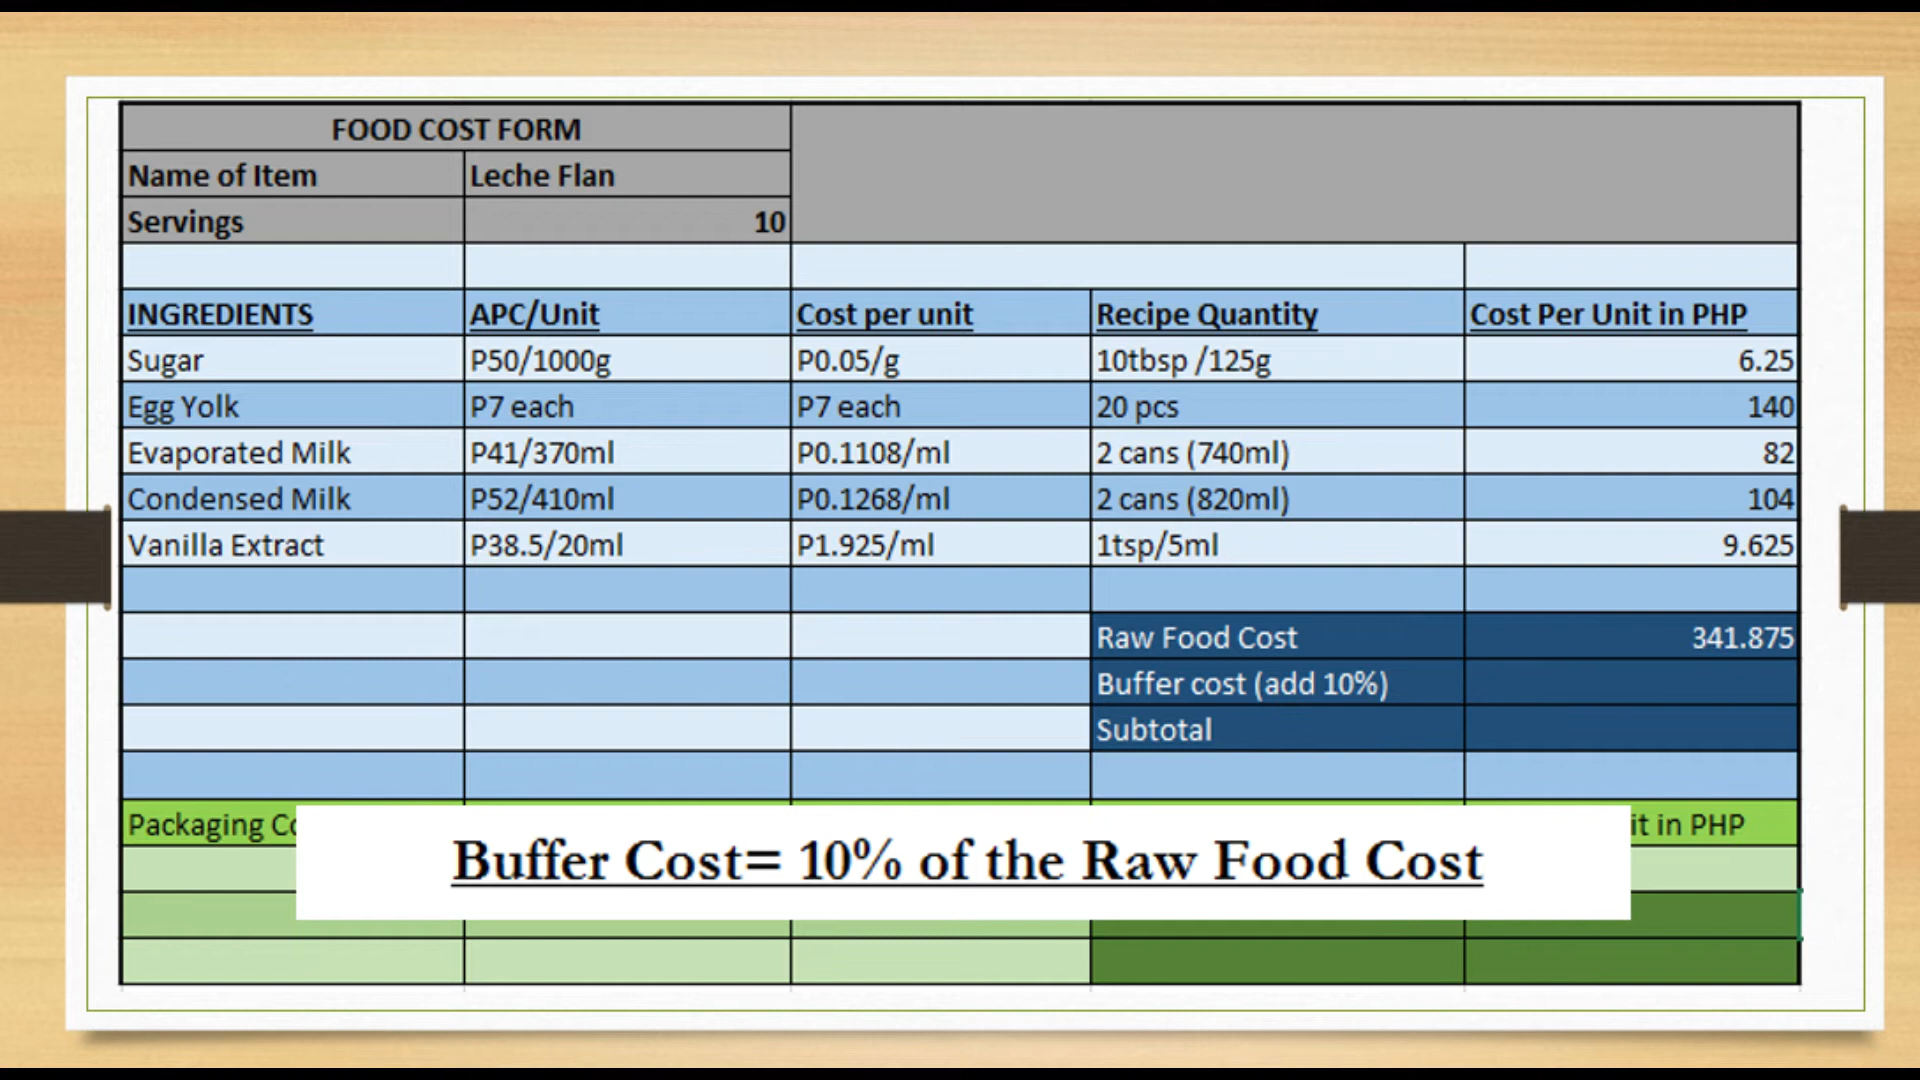 FOOD COST FORM
Name of Item Leche Flan
Servings 10
INGREDIENTS APC/Unit Cost per unit Recipe Quantity Cost Per Unit in PHP
Sugar P50/1000g P0.05/g 10tbsp /125g 6.25
Egg Yolk P7 each P7 each 20 pcs 140
Evaporated Milk P41/370ml P0.1108/ml 2 cans (740ml) 82
Condensed Milk P52/410ml P0.1268/ml 2 cans (820ml) 104
Vanilla Extract P38.5/20ml P1.925/ml 1tsp/5ml 9.625
Raw Food Cost 341.875
Buffer cost (add 10%)
Subtotal
Packaging in PHP
Buffer Cost= 10% of the Raw Food Cost